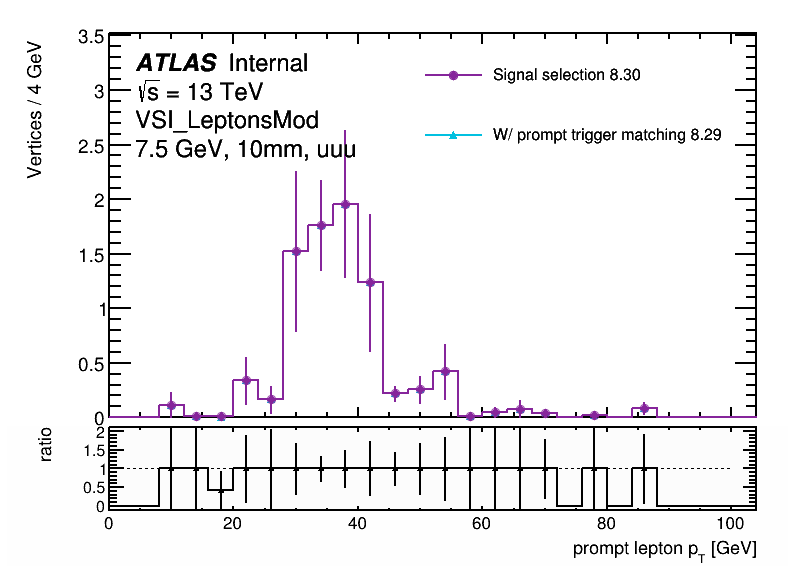 ATLAS Internal
√s = 13 TeV
VSI_LeptonsMod
7.5 GeV, 10mm, uuu
Signal selection 8.30
W/ prompt trigger matching 8.29
Vertices / 4 GeV
3.5
3
2.5
2
1.5
1
0.5
0
ratio
2
1.5
1
0.5
0
0 20 40 60 80 100
prompt lepton p_T [GeV]